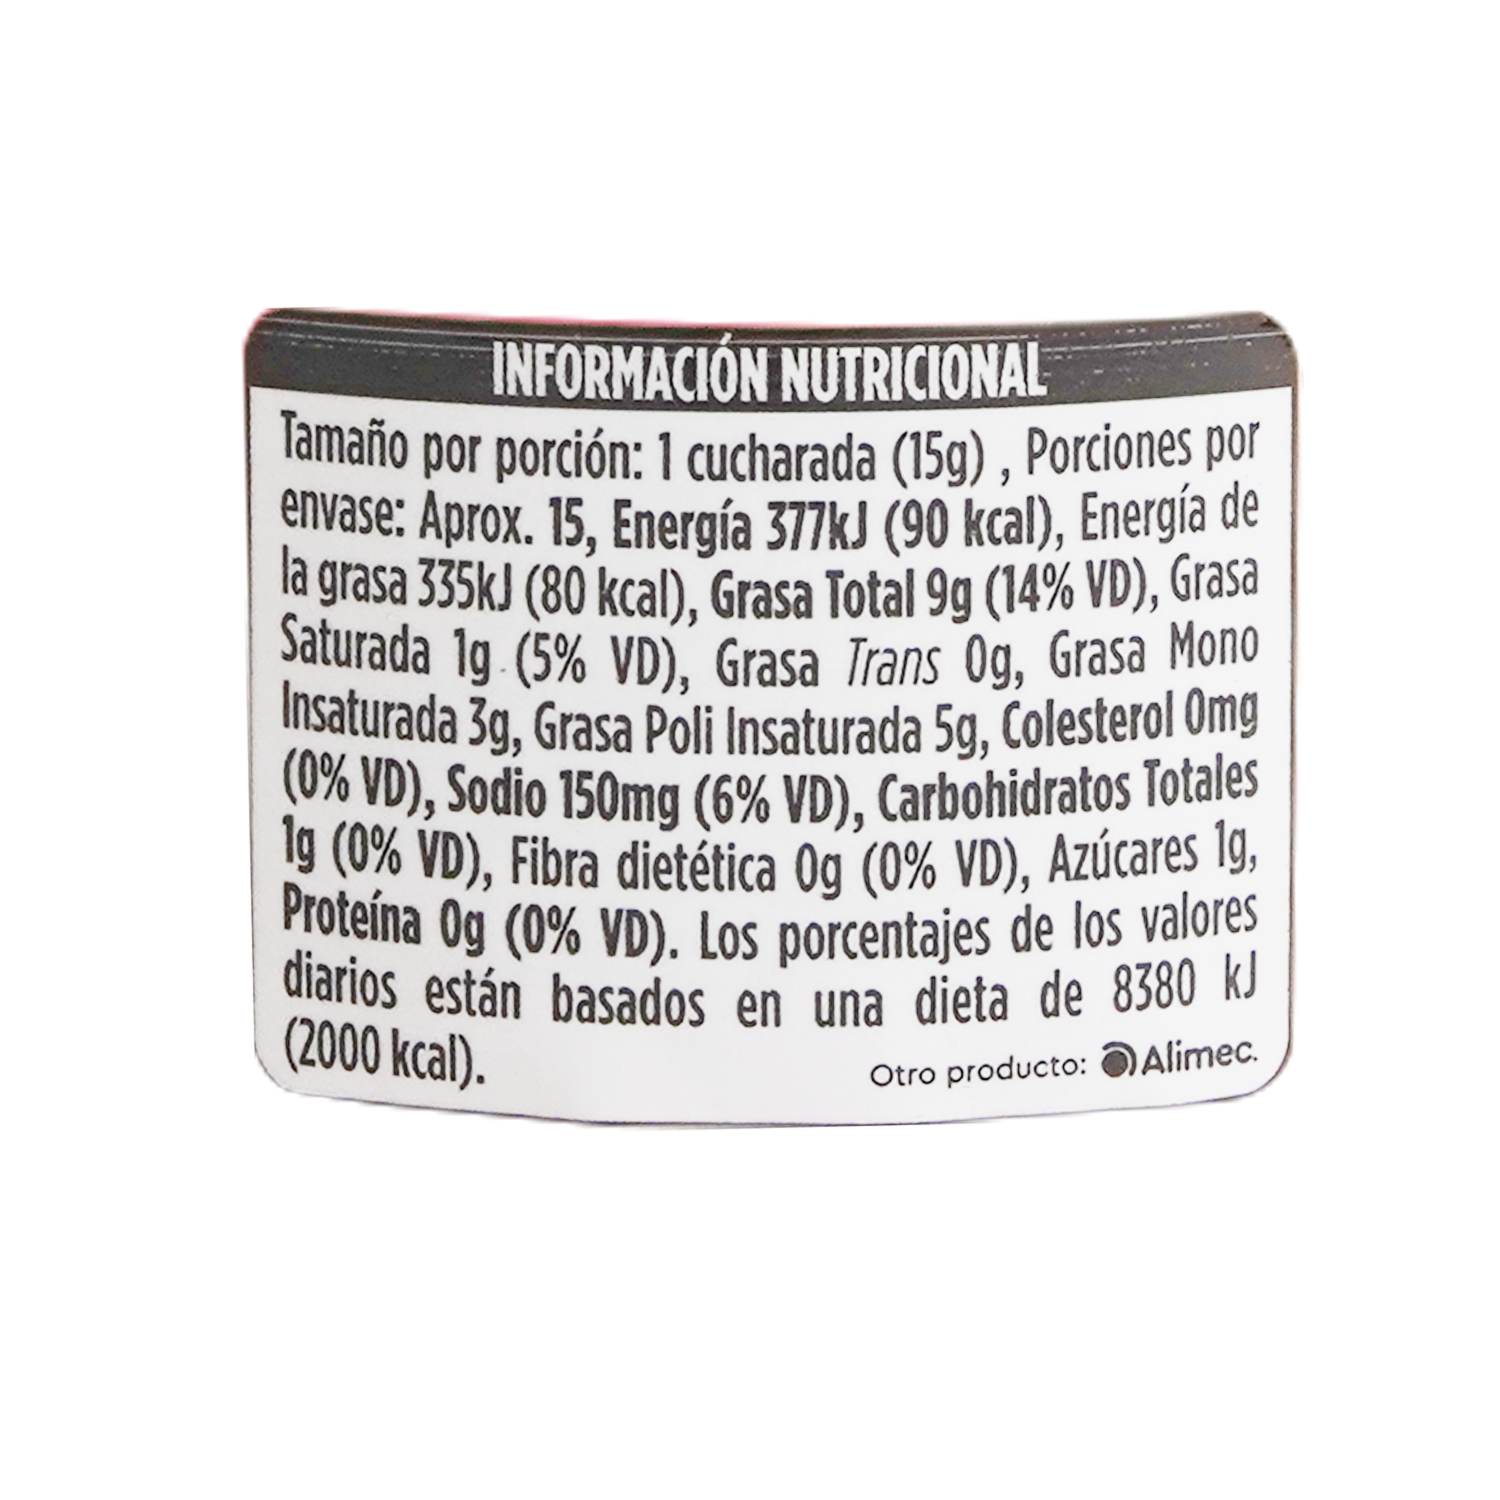 INFORMACIÓN NUTRICIONAL
Tamaño por porción: 1 cucharada (15g) , Porciones por
envase: Aprox. 15, Energía 377kJ (90 kcal), Energía de
la grasa 335kJ (80 kcal), Grasa Total 9g (14% VD), Grasa
Saturada 1g (5% VD), Grasa Trans 0g, Grasa Mono
Insaturada 3g, Grasa Poli Insaturada 5g, Colesterol 0mg
(0% VD), Sodio 150mg (6% VD), Carbohidratos Totales
1g (0% VD), Fibra dietética 0g (0% VD), Azúcares 1g,
Proteína 0g (0% VD). Los porcentajes de los valores
diarios están basados en una dieta de 8380 kJ
(2000 kcal).
Otro producto: Alimec.